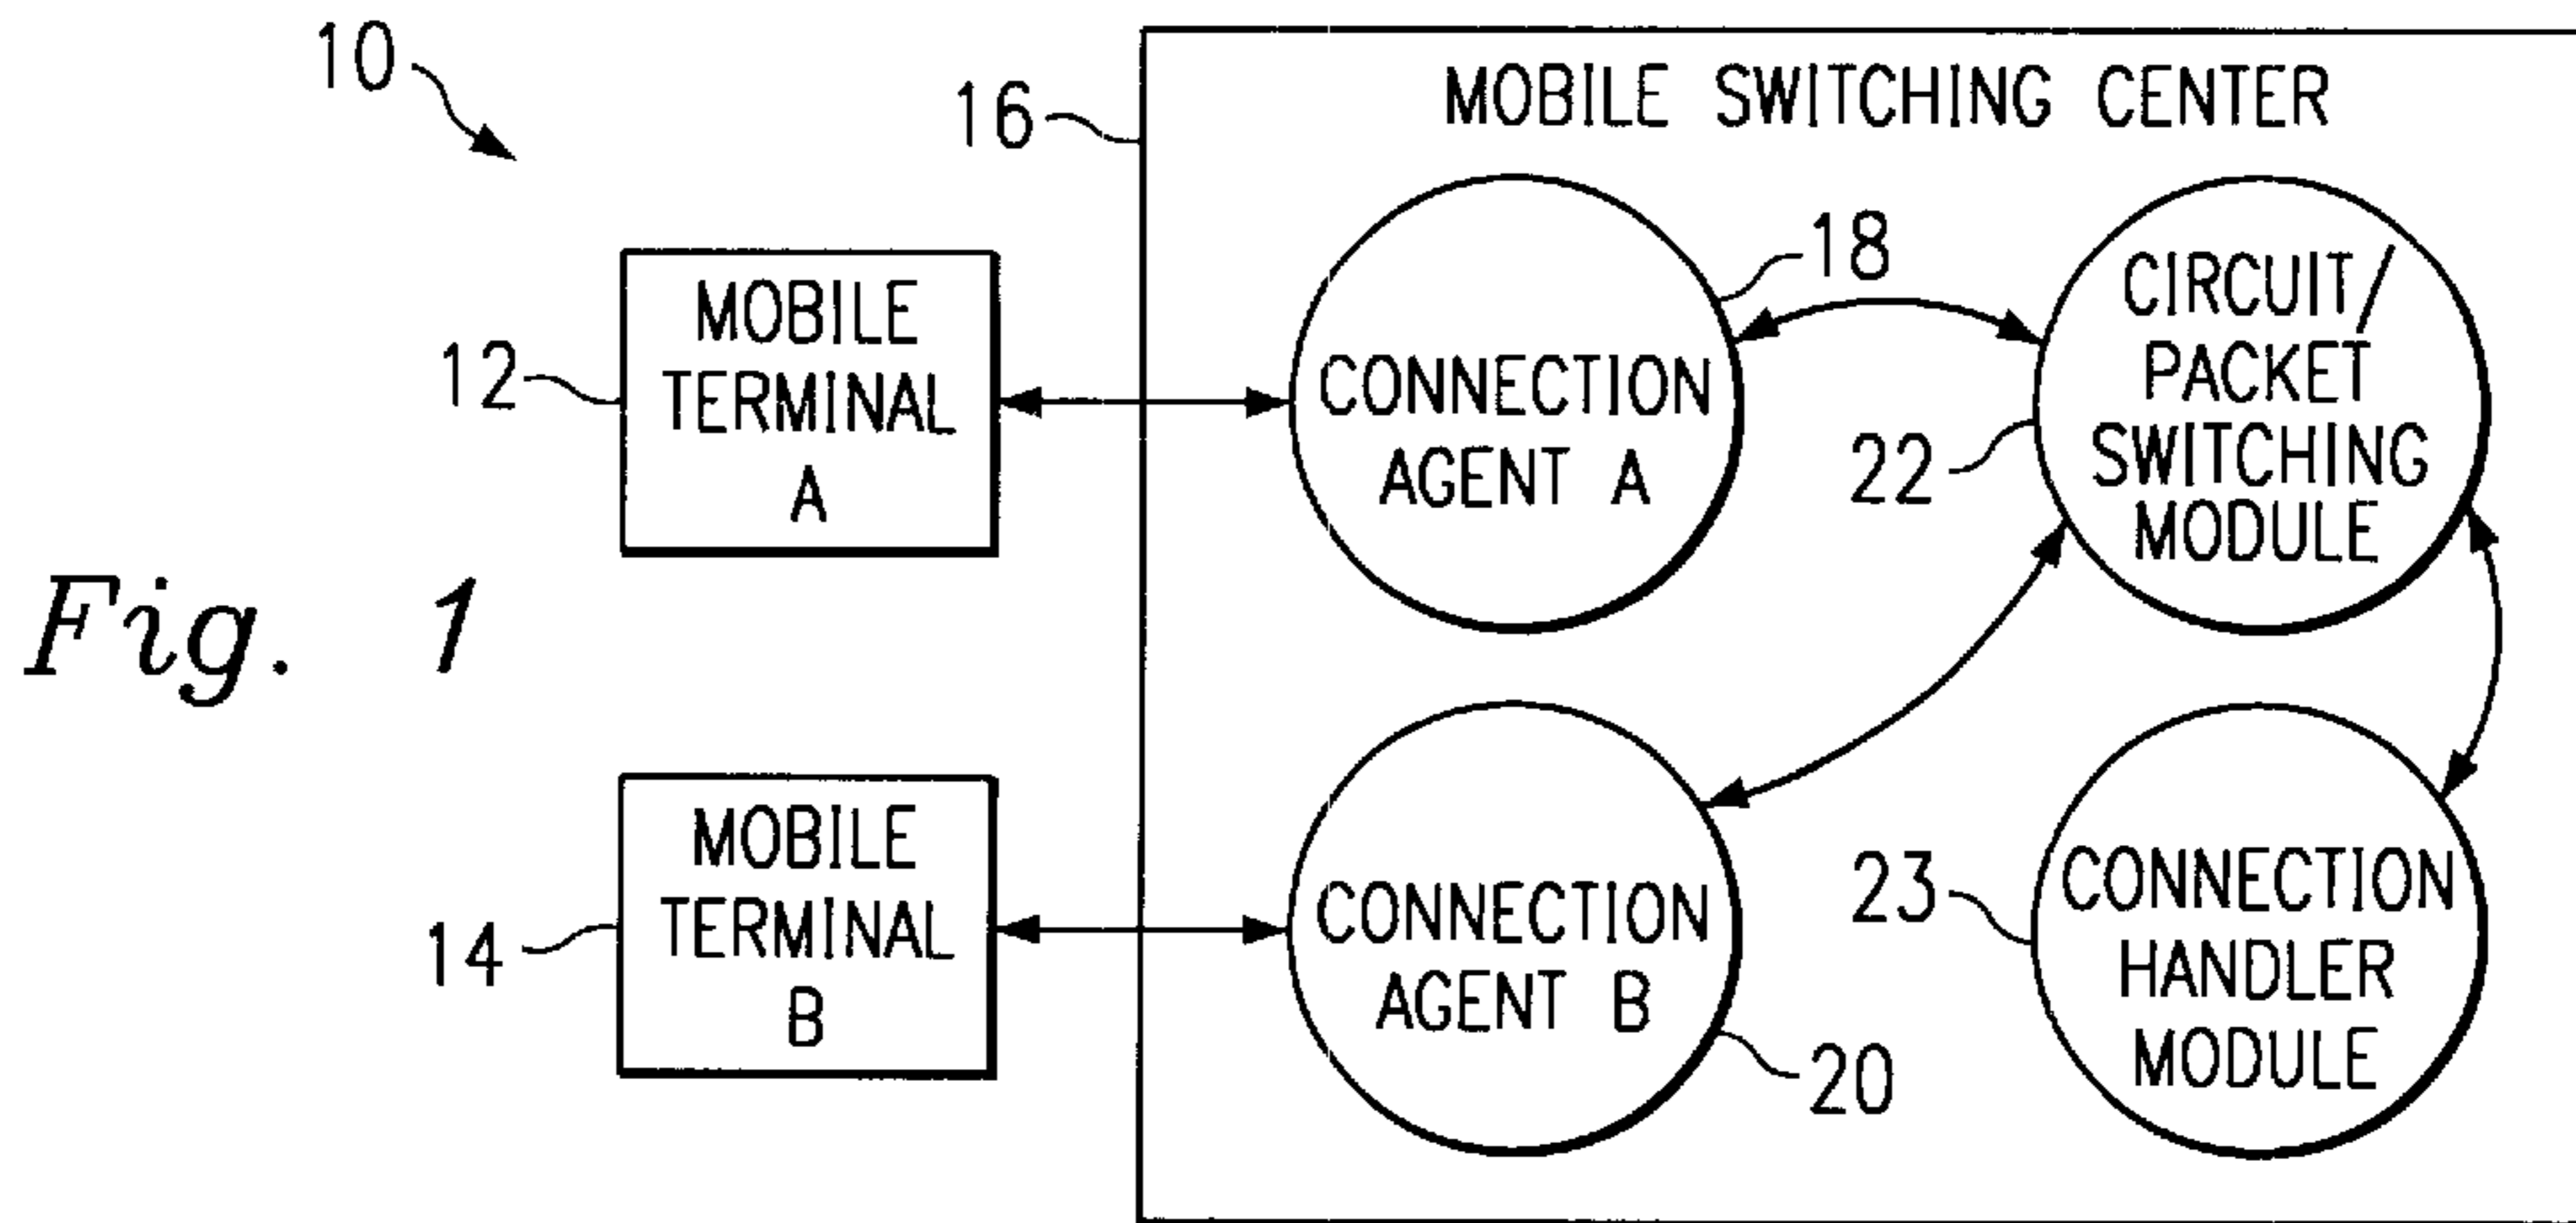 10
16
MOBILE SWITCHING CENTER
12
MOBILE
TERMINAL
A
CONNECTION
AGENT A
18
CIRCUIT/
PACKET
SWITCHING
MODULE
22
Fig. 1
14
MOBILE
TERMINAL
B
CONNECTION
AGENT B
20
23
CONNECTION
HANDLER
MODULE